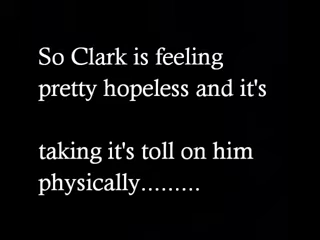 So Clark is feeling
pretty hopeless and it's
taking it's toll on him
physically.........